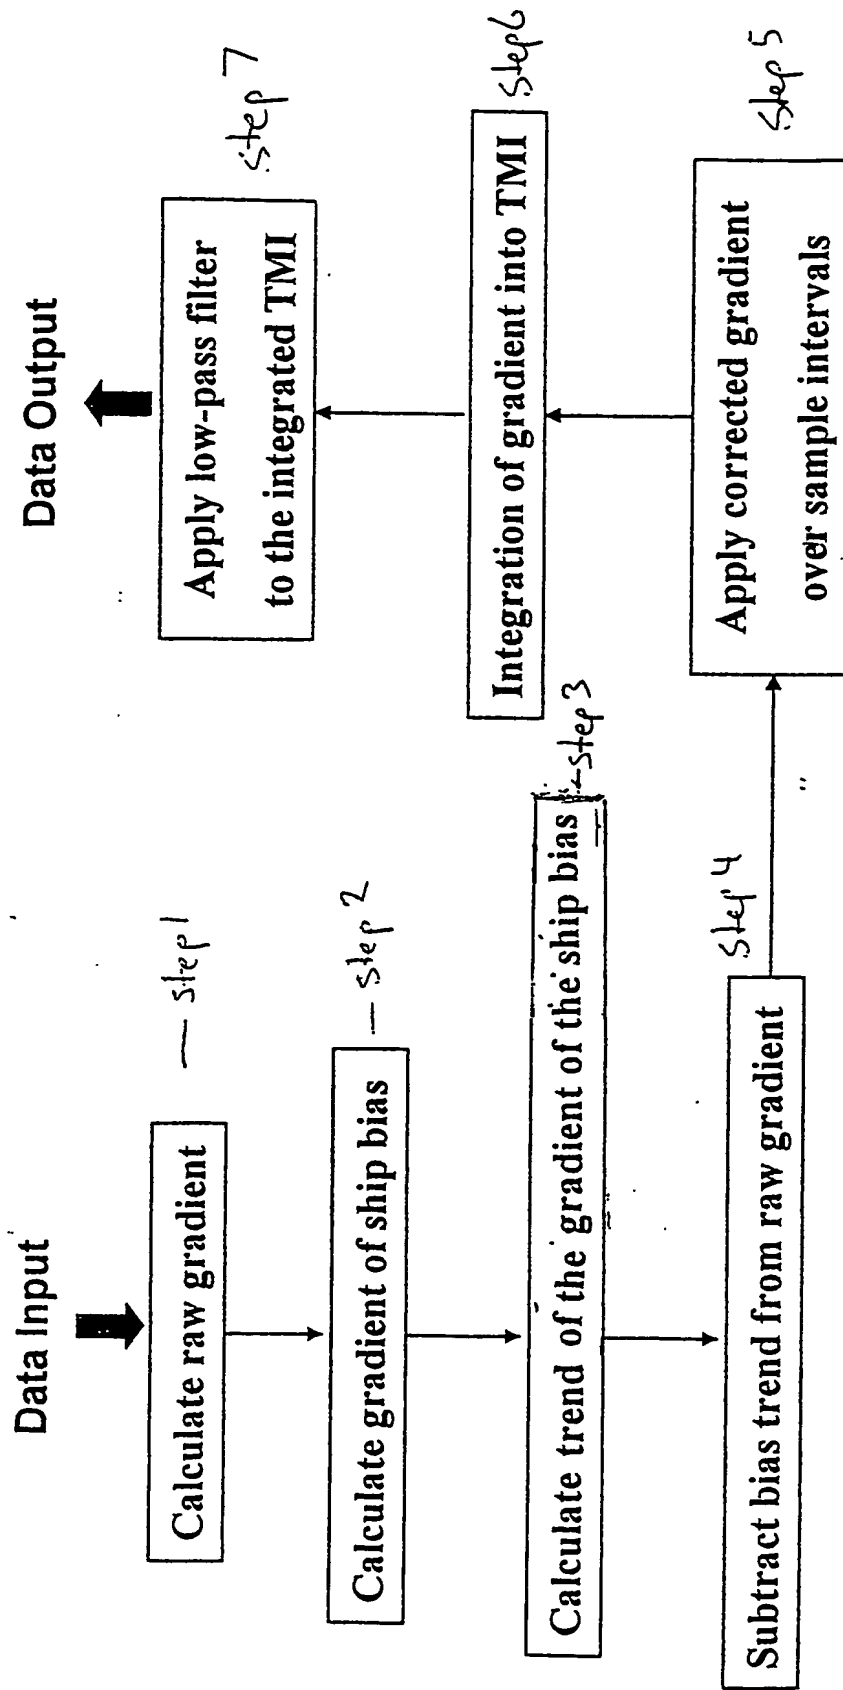 Data Input
Calculate raw gradient
step 1
Calculate gradient of ship bias
step 2
Calculate trend of the gradient of the ship bias
step 3
Subtract bias trend from raw gradient
Step 4
Apply corrected gradient
over sample intervals
Step 5
Integration of gradient into TMI
Step 6
Apply low-pass filter
to the integrated TMI
Step 7
Data Output